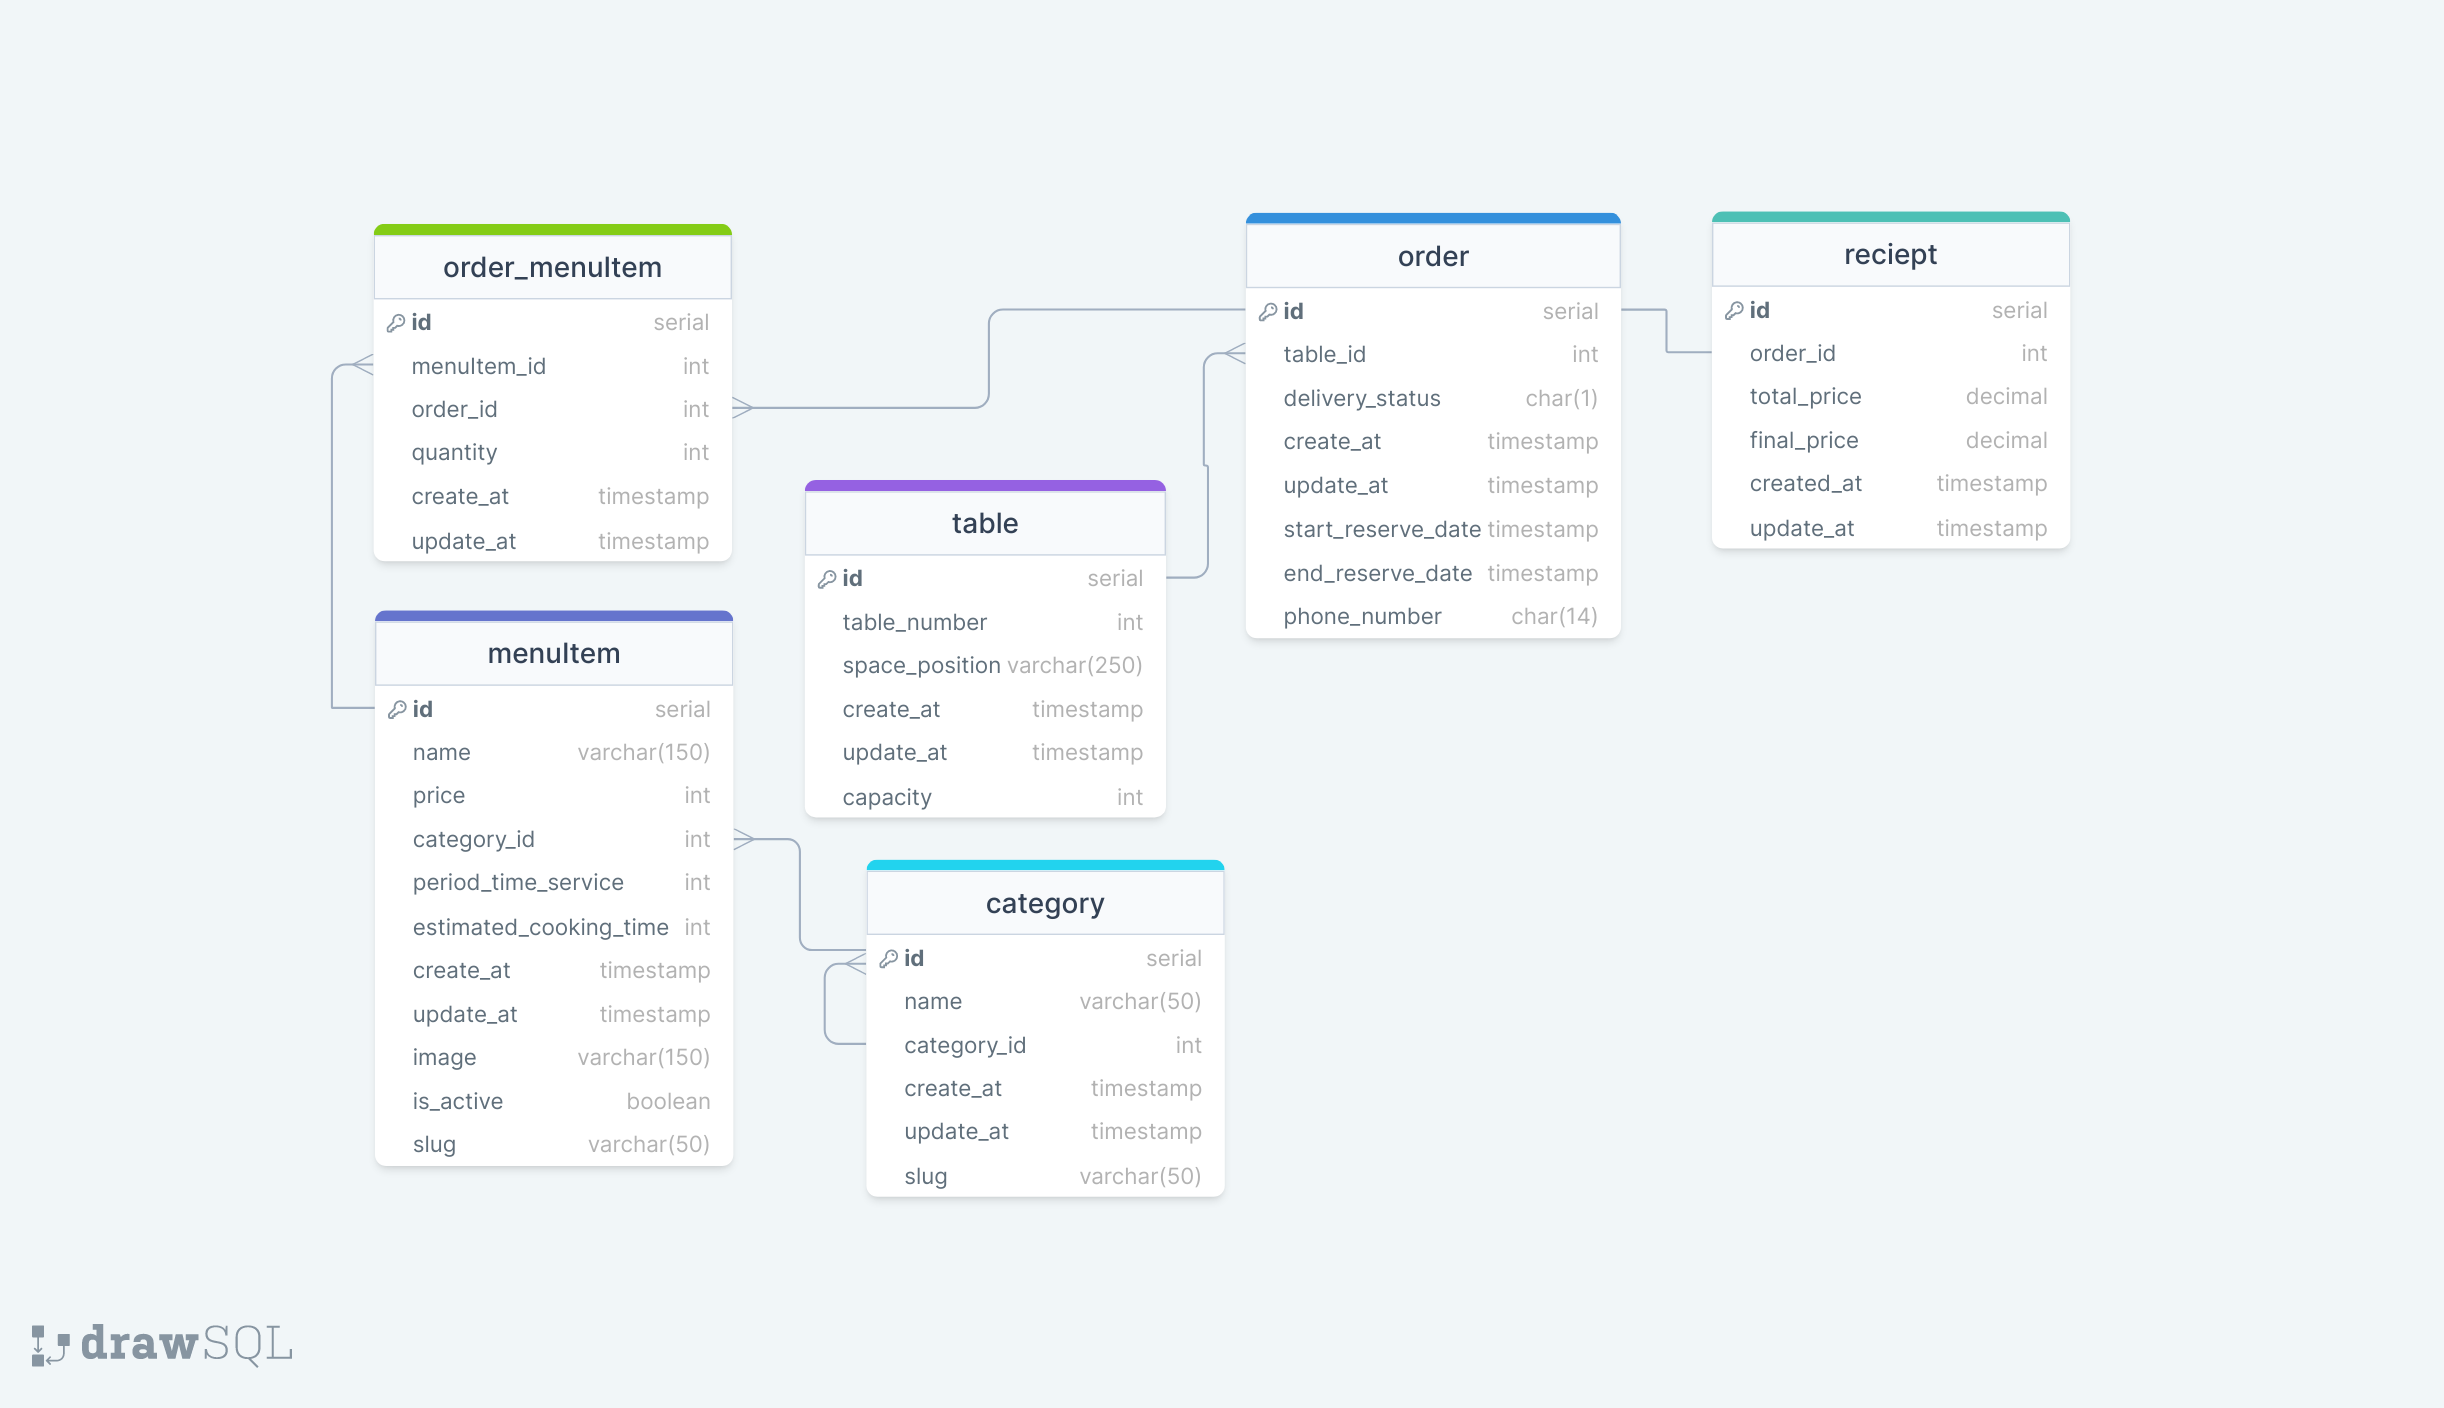 order_menuItem
id serial
menuItem_id int
order_id int
quantity int
create_at timestamp
update_at timestamp
menuItem
id serial
name varchar(150)
price int
category_id int
period_time_service int
estimated_cooking_time int
create_at timestamp
update_at timestamp
image varchar(150)
is_active boolean
slug varchar(50)
table
id serial
table_number int
space_position varchar(250)
create_at timestamp
update_at timestamp
capacity int
category
id serial
name varchar(50)
category_id int
create_at timestamp
update_at timestamp
slug varchar(50)
order
id serial
table_id int
delivery_status char(1)
create_at timestamp
update_at timestamp
start_reserve_date timestamp
end_reserve_date timestamp
phone_number char(14)
reciept
id serial
order_id int
total_price decimal
final_price decimal
created_at timestamp
update_at timestamp
drawSQL